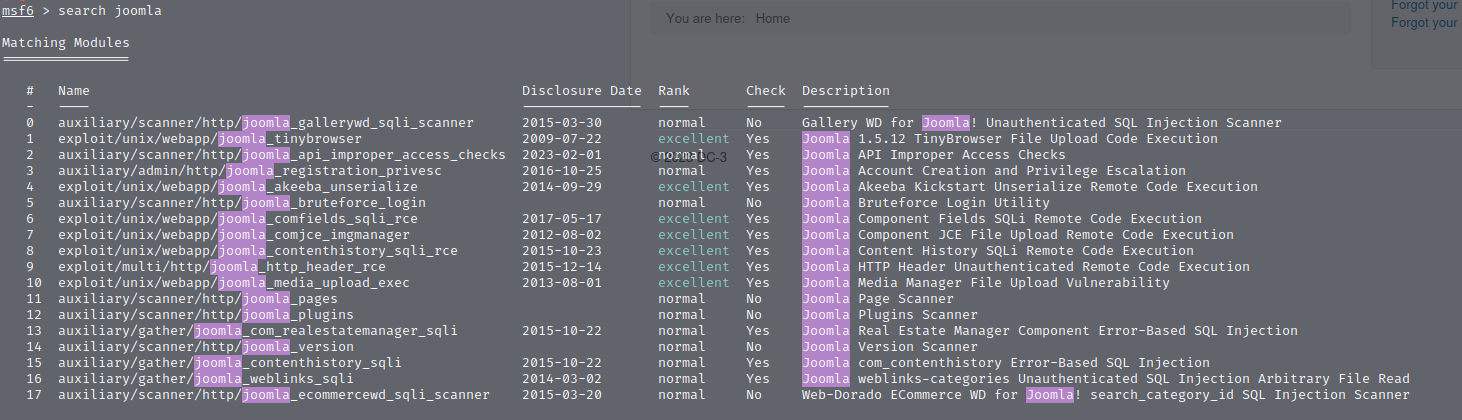 msf6 > search joomla
You are here: Home
Forgot your
Forgot your
Matching Modules
# Name Disclosure Date Rank Check Description
- ---- --------------- ---- ----- -----------
0 auxiliary/scanner/http/joomla_gallerywd_sqli_scanner 2015-03-30 normal No Gallery WD for Joomla! Unauthenticated SQL Injection Scanner
1 exploit/unix/webapp/joomla_tinybrowser 2009-07-22 excellent Yes Joomla 1.5.12 TinyBrowser File Upload Code Execution
2 auxiliary/scanner/http/joomla_api_improper_access_checks 2023-02-01 normal Yes Joomla API Improper Access Checks
3 auxiliary/admin/http/joomla_registration_privesc 2016-10-25 normal Yes Joomla Account Creation and Privilege Escalation
4 exploit/unix/webapp/joomla_akeeba_unserialize 2014-09-29 excellent Yes Joomla Akeeba Kickstart Unserialize Remote Code Execution
5 auxiliary/scanner/http/joomla_bruteforce_login normal No Joomla Bruteforce Login Utility
6 exploit/unix/webapp/joomla_comfields_sqli_rce 2017-05-17 excellent Yes Joomla Component Fields SQLi Remote Code Execution
7 exploit/unix/webapp/joomla_comjce_imgmanager 2012-08-02 excellent Yes Joomla Component JCE File Upload Remote Code Execution
8 exploit/unix/webapp/joomla_contenthistory_sqli_rce 2015-10-23 excellent Yes Joomla Content History SQLi Remote Code Execution
9 exploit/multi/http/joomla_http_header_rce 2015-12-14 excellent Yes Joomla HTTP Header Unauthenticated Remote Code Execution
10 exploit/unix/webapp/joomla_media_upload_exec 2013-08-01 excellent Yes Joomla Media Manager File Upload Vulnerability
11 auxiliary/scanner/http/joomla_pages normal No Joomla Page Scanner
12 auxiliary/scanner/http/joomla_plugins normal No Joomla Plugins Scanner
13 auxiliary/gather/joomla_com_realestatemanager_sqli 2015-10-22 normal Yes Joomla Real Estate Manager Component Error-Based SQL Injection
14 auxiliary/scanner/http/joomla_version normal No Joomla Version Scanner
15 auxiliary/gather/joomla_contenthistory_sqli 2015-10-22 normal Yes Joomla com_contenthistory Error-Based SQL Injection
16 auxiliary/gather/joomla_weblinks_sqli 2014-03-02 normal Yes Joomla weblinks-categories Unauthenticated SQL Injection Arbitrary File Read
17 auxiliary/scanner/http/joomla_ecommercewd_sqli_scanner 2015-03-20 normal No Web-Dorado ECommerce WD for Joomla! search_category_id SQL Injection Scanner